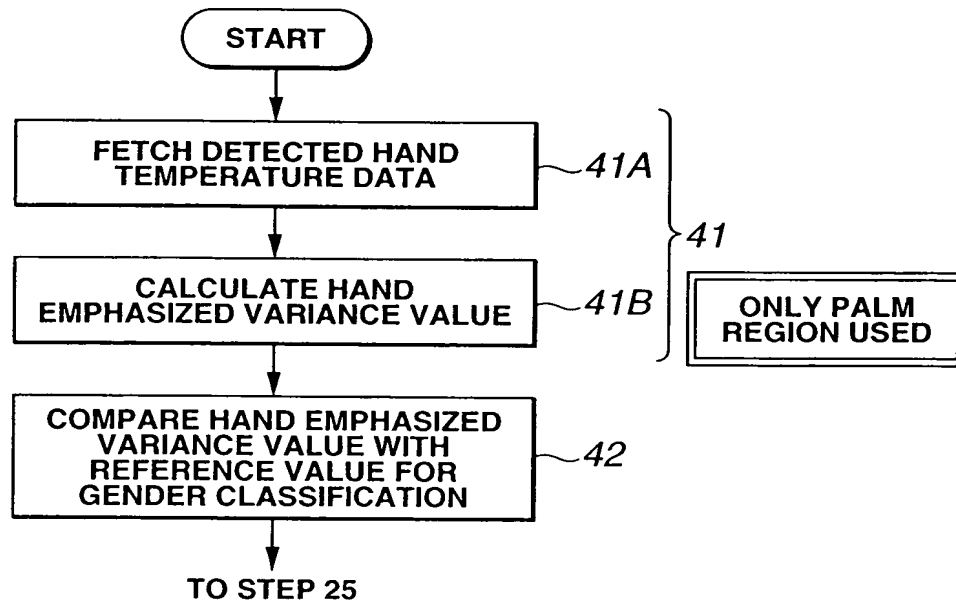 START
FETCH DETECTED HAND
TEMPERATURE DATA
41A
41
CALCULATE HAND
EMPHASIZED VARIANCE VALUE
41B
ONLY PALM
REGION USED
COMPARE HAND EMPHASIZED
VARIANCE VALUE WITH
REFERENCE VALUE FOR
GENDER CLASSIFICATION
42
TO STEP 25